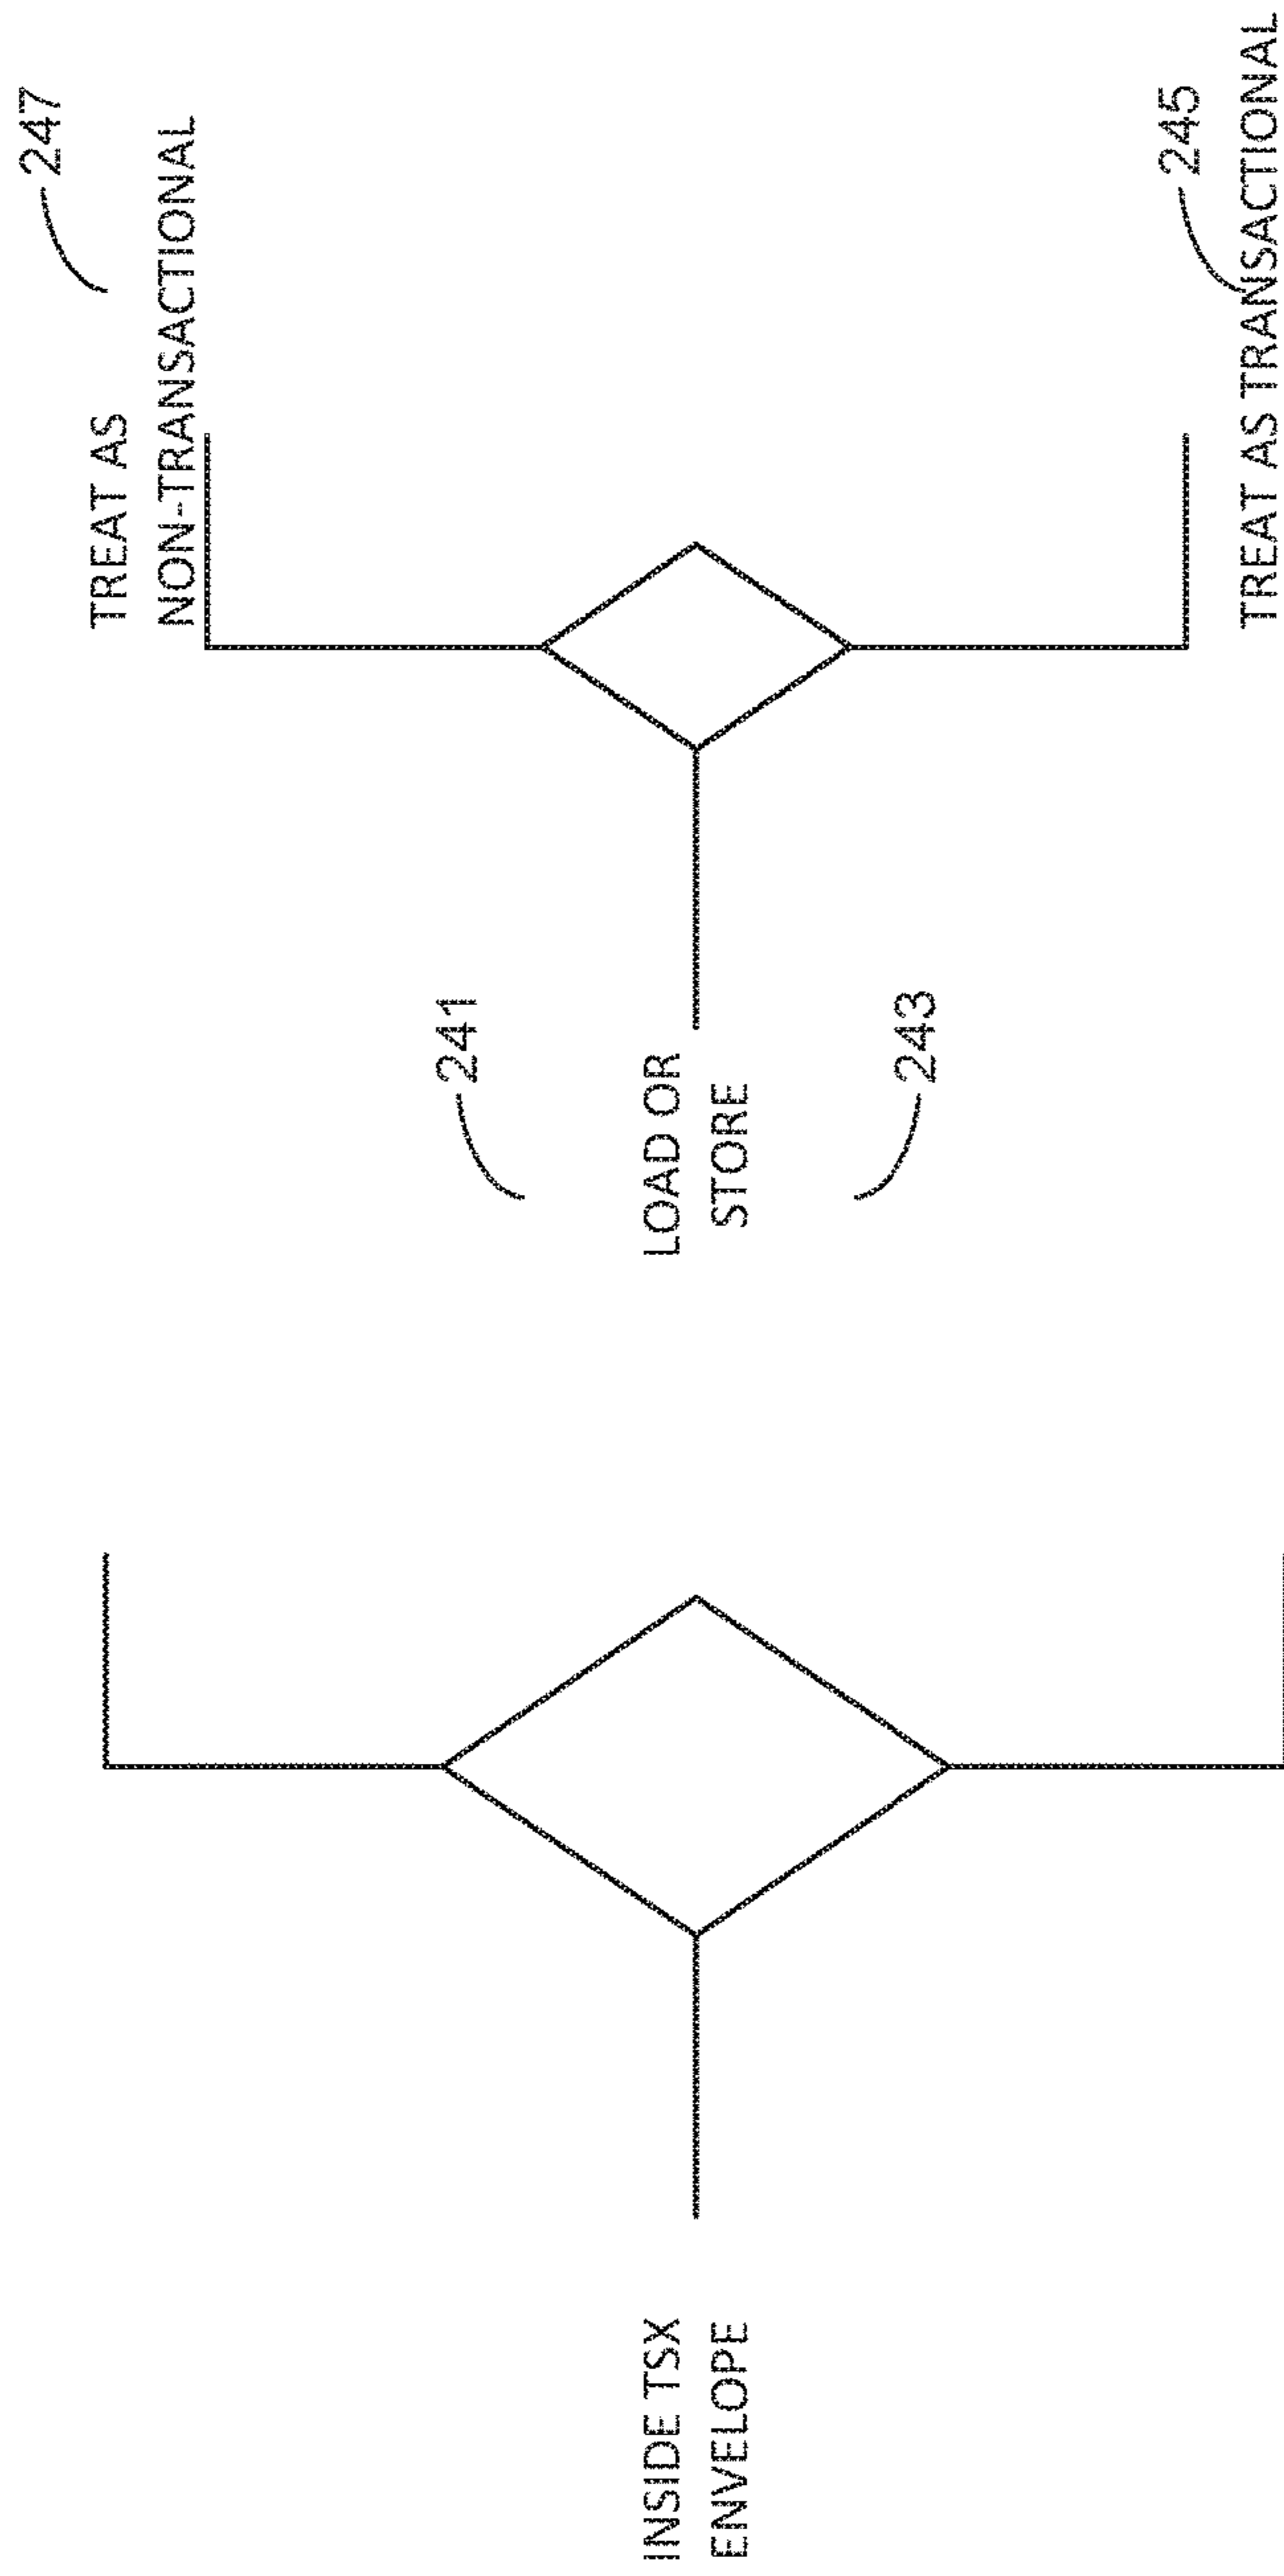 INSIDE TSX
ENVELOPE
241
LOAD OR
STORE
243
247
TREAT AS
NON-TRANSACTIONAL
245
TREAT AS TRANSACTIONAL